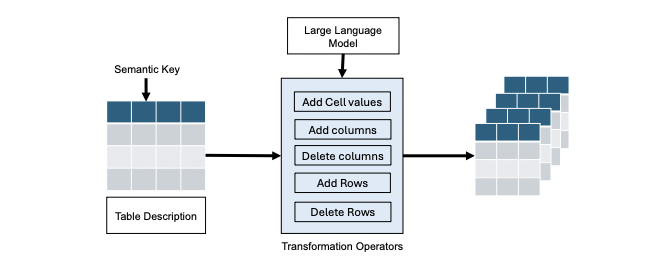 Large Language
Model
Semantic Key
Add Cell values
Add columns
Delete columns
Add Rows
Delete Rows
Table Description
Transformation Operators